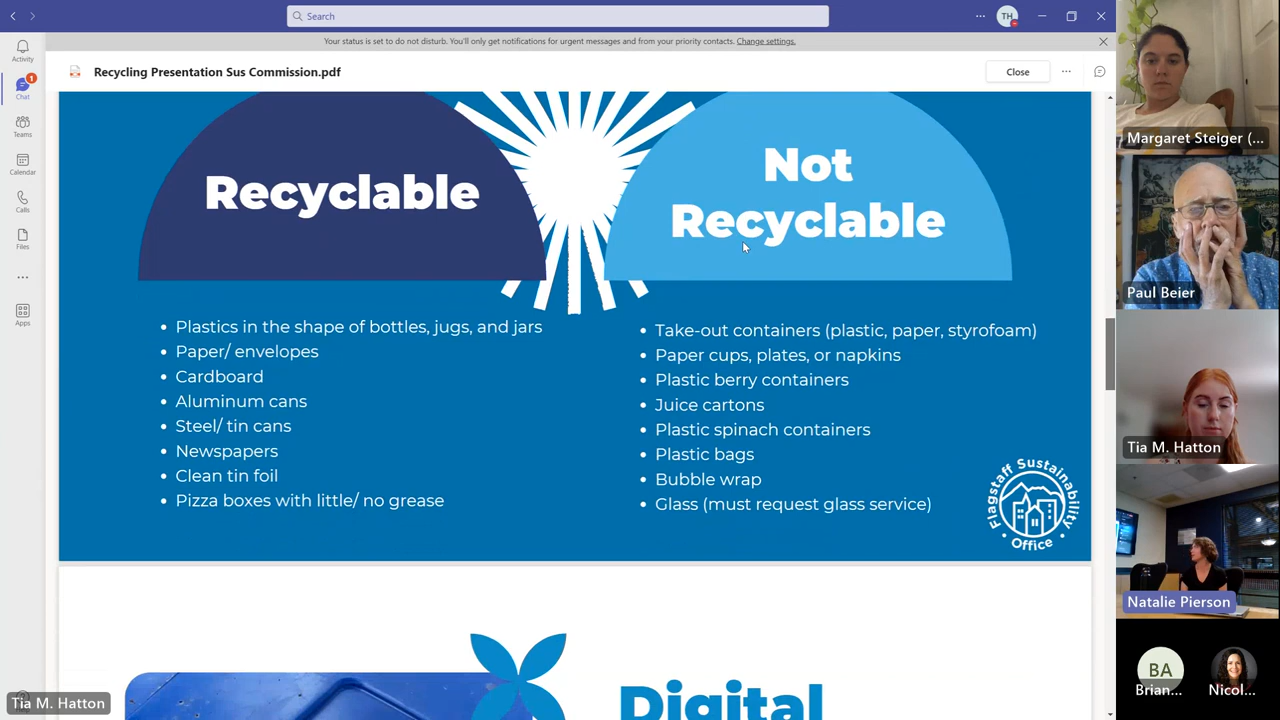 Search
TH
Your status is set to do not disturb. You'll only get notifications for urgent messages and from your priority contacts. Change settings.
Activity
1
Chat
Teams
Calendar
Calls
Files
Apps
Recycling Presentation Sus Commission.pdf
Close
Recyclable
Plastics in the shape of bottles, jugs, and jars
Paper/ envelopes
Cardboard
Aluminum cans
Steel/ tin cans
Newspapers
Clean tin foil
Pizza boxes with little/ no grease
Not
Recyclable
Take-out containers (plastic, paper, styrofoam)
Paper cups, plates, or napkins
Plastic berry containers
Juice cartons
Plastic spinach containers
Plastic bags
Bubble wrap
Glass (must request glass service)
Flagstaff Sustainability
Office
Digital
Tia M. Hatton
Margaret Steiger (...
Paul Beier
Tia M. Hatton
Natalie Pierson
BA
Brian...
Nicol...